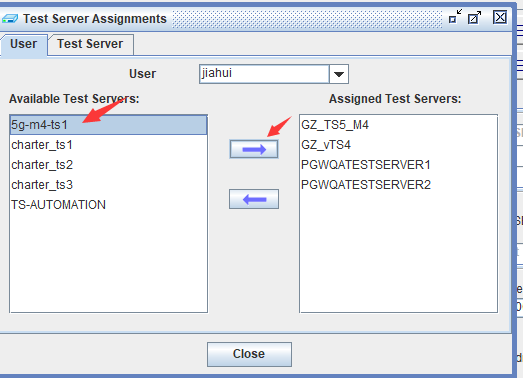 Test Server Assignments
User
Test Server
User
jiahui
Available Test Servers:
Assigned Test Servers:
5g-m4-ts1
charter_ts1
charter_ts2
charter_ts3
TS-AUTOMATION
GZ_TS5_M4
GZ_vTS4
PGWQATESTSERVER1
PGWQATESTSERVER2
Close